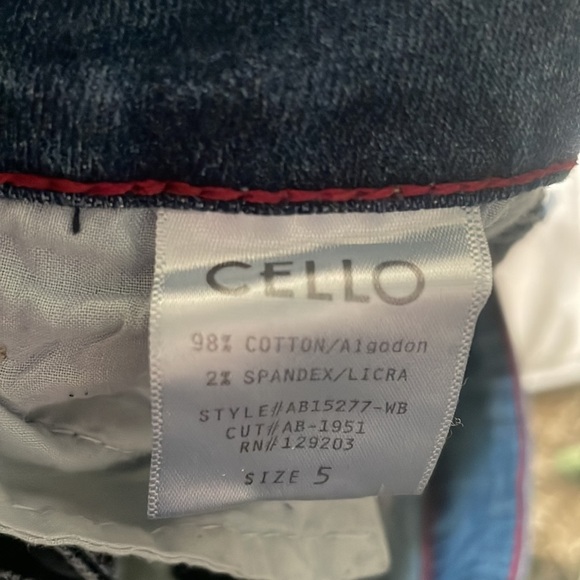 CELLO
98% COTTON/Algodon
2% SPANDEX/LICRA
STYLE#AB15277-WB
CUT#AB-1951
RN#129203
SIZE 5